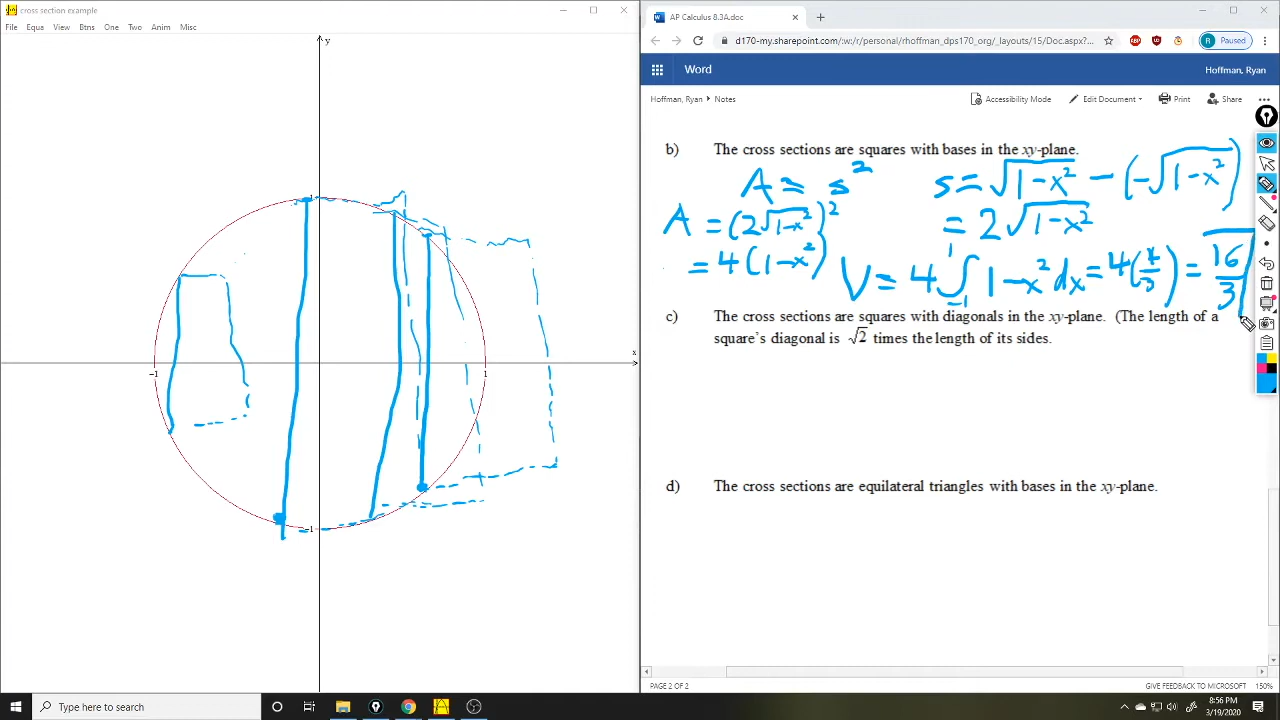 cross section example
File Equa View Btns One Two Anim Misc
y
1
x
-1
1
-1
AP Calculus 8.3A.doc
d170-my.sharepoint.com/:w:/r/personal/rhoffman_dps170_org/_layouts/15/Doc.aspx?...
ABP
R Paused
Word
Hoffman, Ryan
Hoffman, Ryan Notes
Accessibility Mode Edit Document Print Share ...
b) The cross sections are squares with bases in the xy-plane.
A = s² s = √1-x² - (-√1-x²)
A = (2√1-x²)² = 2√1-x²
= 4(1-x²) V = 4 ∫₋₁¹ 1-x² dx = 4(4/3) = 16/3
c) The cross sections are squares with diagonals in the xy-plane. (The length of a
square's diagonal is √2 times the length of its sides.
d) The cross sections are equilateral triangles with bases in the xy-plane.
PAGE 2 OF 2 GIVE FEEDBACK TO MICROSOFT 150%
Type here to search
8:56 PM
3/19/2020